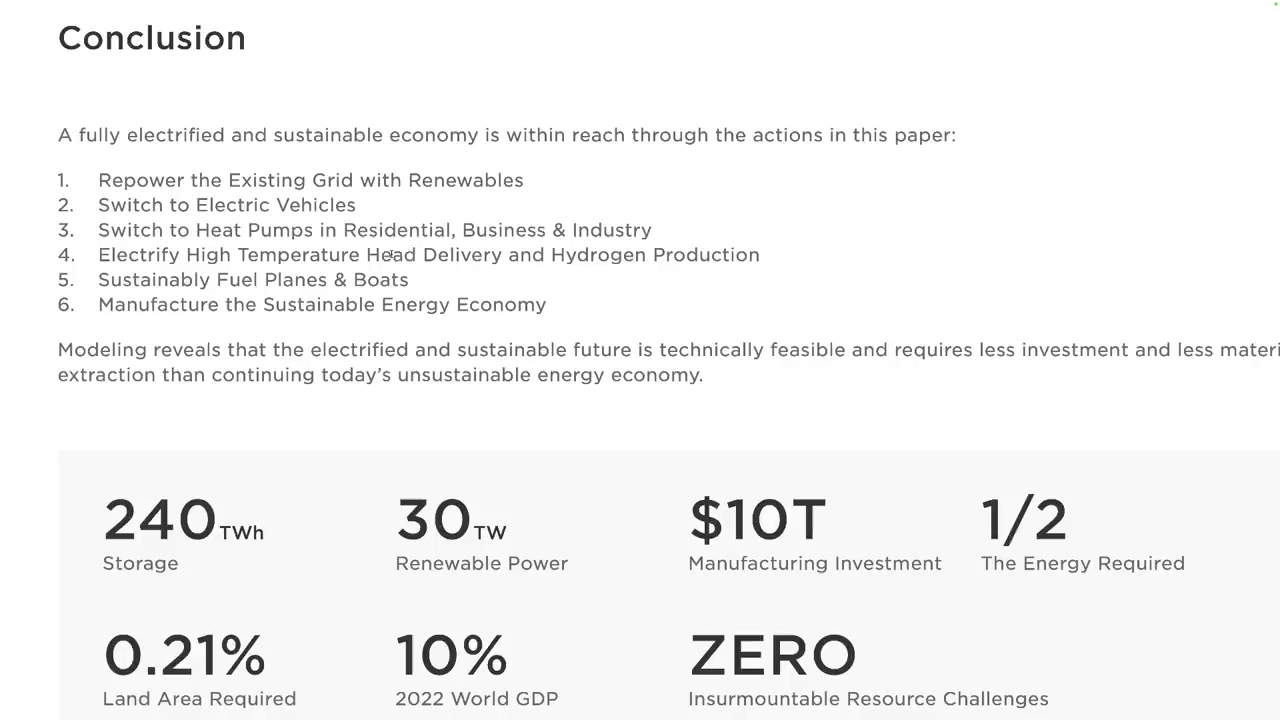 Conclusion
A fully electrified and sustainable economy is within reach through the actions in this paper:
1. Repower the Existing Grid with Renewables
2. Switch to Electric Vehicles
3. Switch to Heat Pumps in Residential, Business & Industry
4. Electrify High Temperature Head Delivery and Hydrogen Production
5. Sustainably Fuel Planes & Boats
6. Manufacture the Sustainable Energy Economy
Modeling reveals that the electrified and sustainable future is technically feasible and requires less investment and less materi
extraction than continuing today's unsustainable energy economy.
240 TWh 30 TW $10T 1/2
Storage Renewable Power Manufacturing Investment The Energy Required
0.21% 10% ZERO
Land Area Required 2022 World GDP Insurmountable Resource Challenges